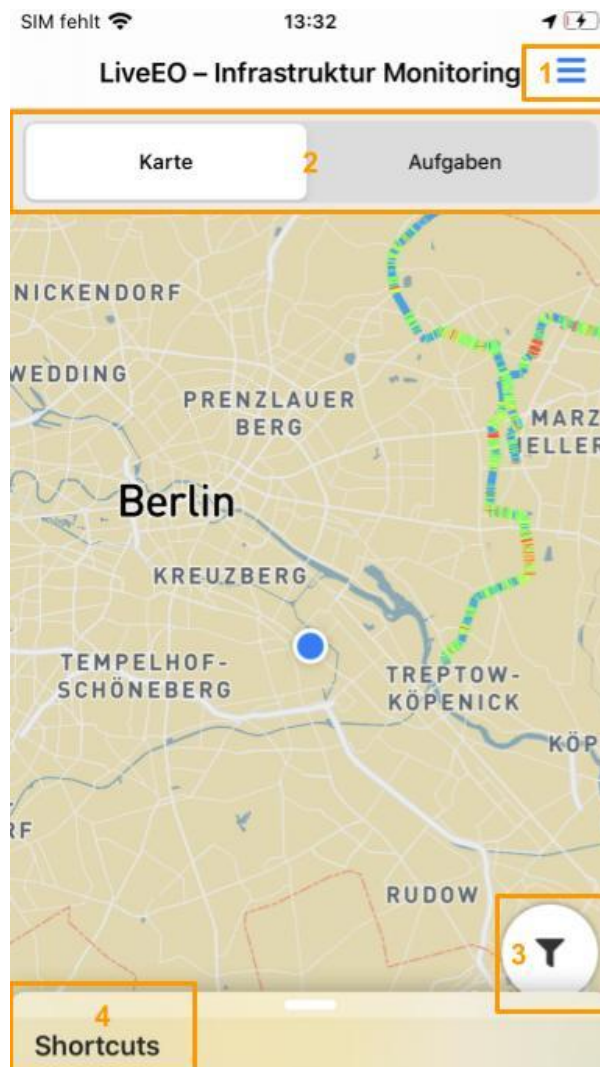 SIM fehlt 13:32
LiveEO – Infrastruktur Monitoring 1
Karte 2 Aufgaben
NICKENDORF
WEDDING
PRENZLAUER
BERG
MARZ
HELLER
Berlin
KREUZBERG
TEMPELHOF-
SCHÖNEBERG
TREPTOW-
KÖPENICK
KÖP
RF
RUDOW
3
4
Shortcuts